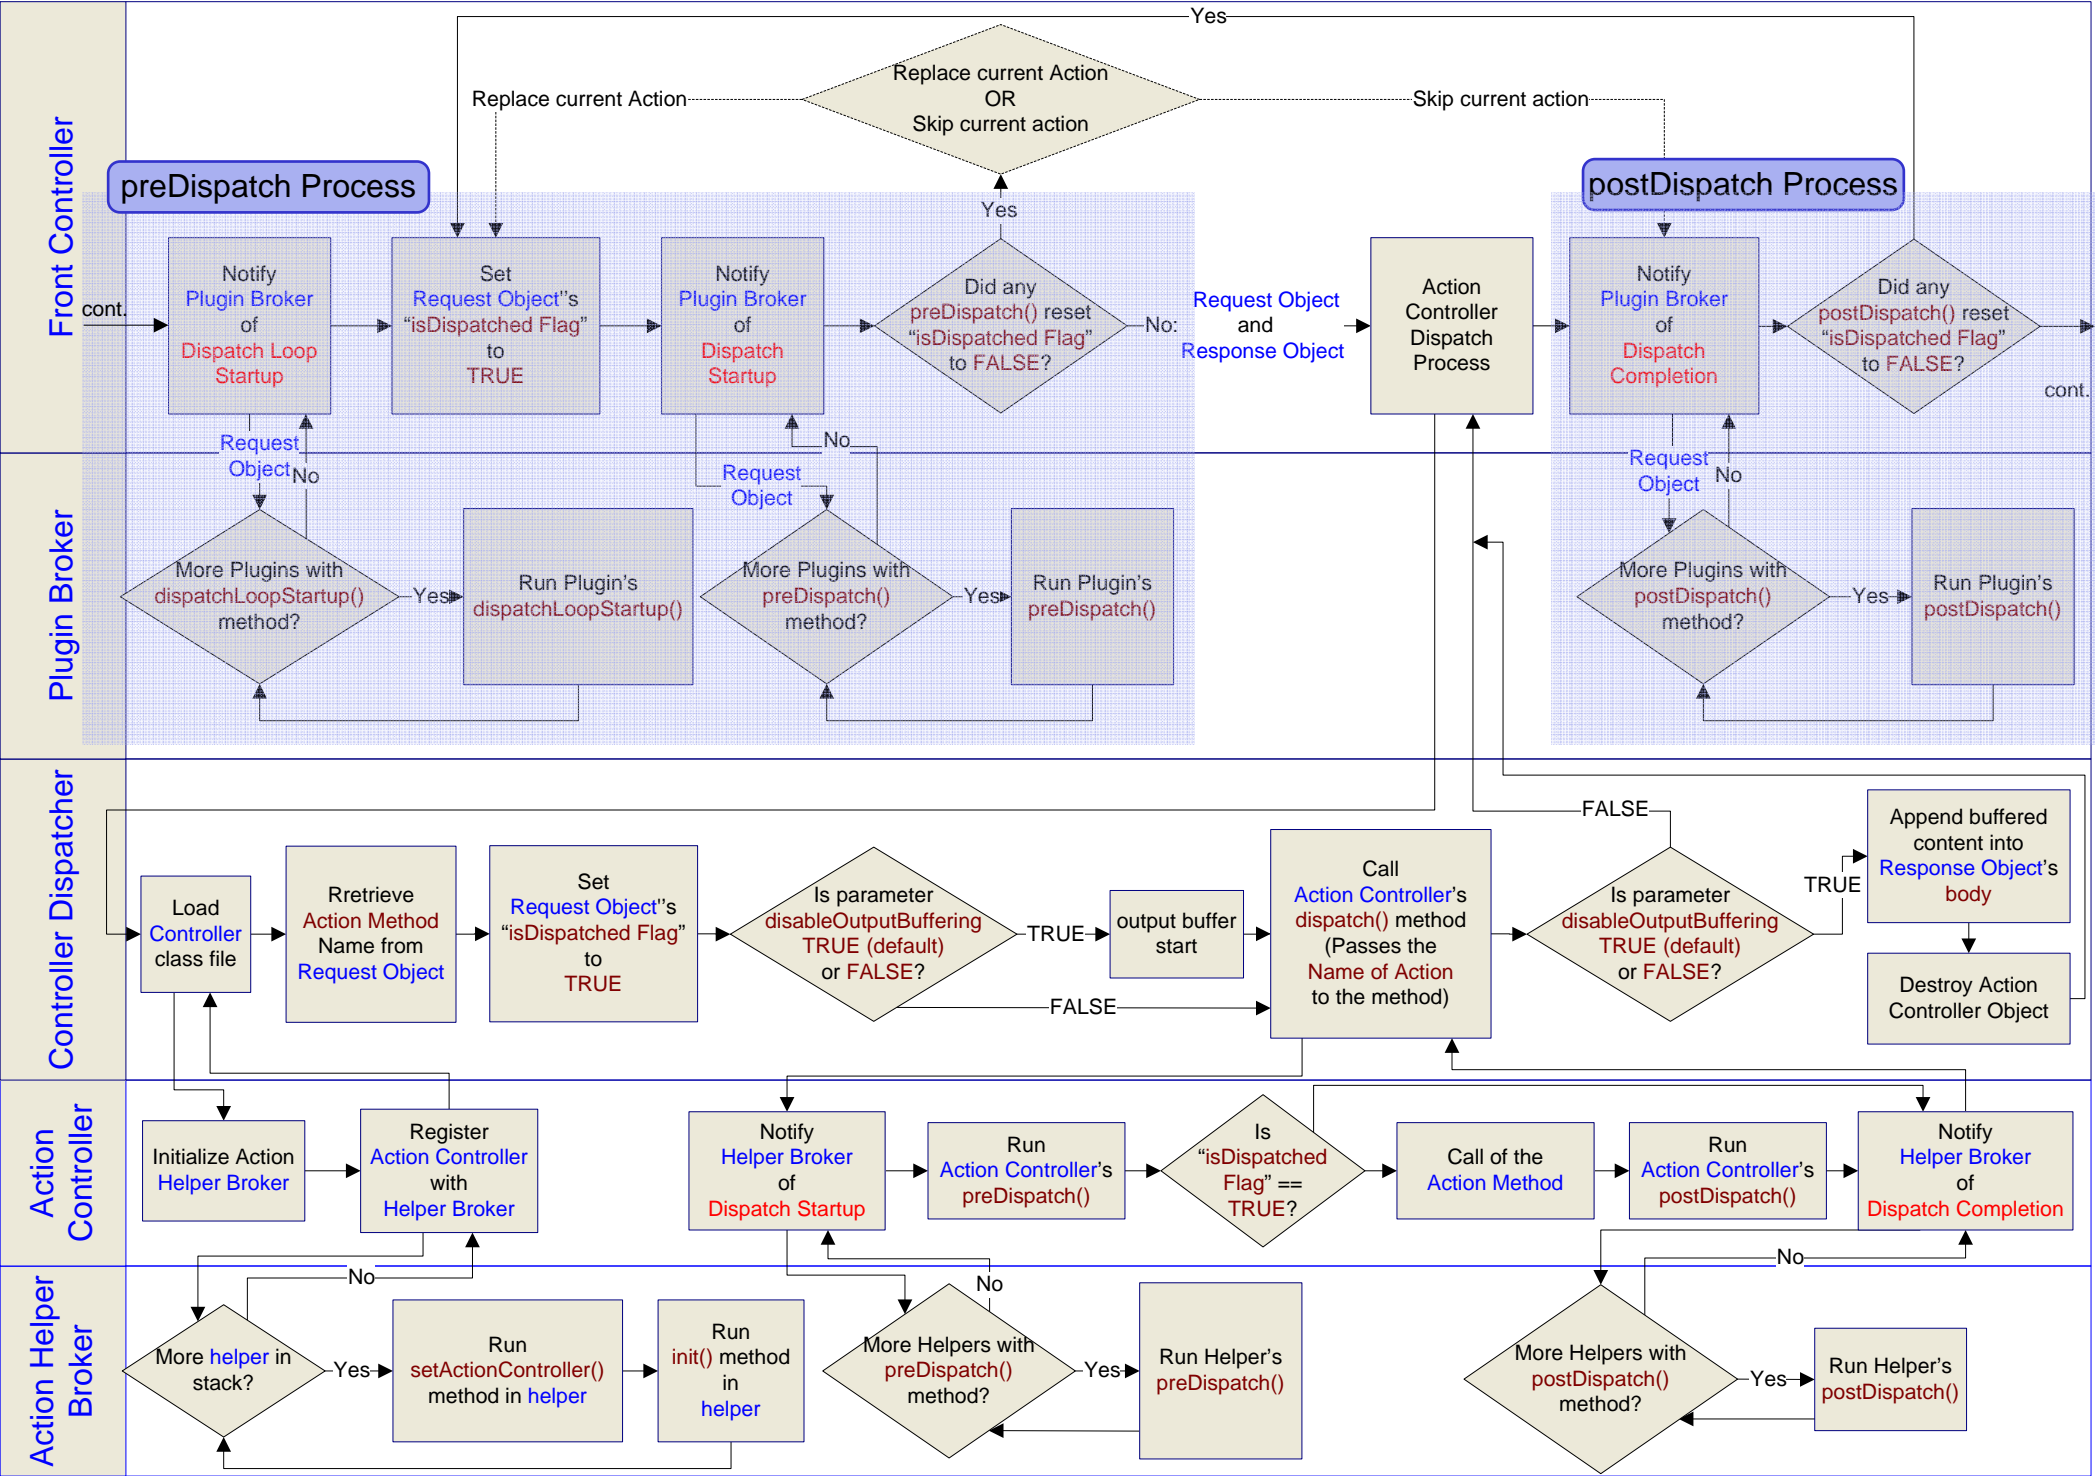 Yes
Replace current Action
OR
Skip current action
Replace current Action
Skip current action
Front Controller
preDispatch Process
postDispatch Process
Yes
cont.
Notify
Plugin Broker
of
Dispatch Loop
Startup
Set
Request Object''s
“isDispatched Flag”
to
TRUE
Notify
Plugin Broker
of
Dispatch
Startup
Did any
preDispatch() reset
“isDispatched Flag”
to FALSE?
No:
Request Object
and
Response Object
Action
Controller
Dispatch
Process
Notify
Plugin Broker
of
Dispatch
Completion
Did any
postDispatch() reset
“isDispatched Flag”
to FALSE?
cont.
Request
Object
No
No
Request
Object
Request
Object
No
Plugin Broker
More Plugins with
dispatchLoopStartup()
method?
Yes
Run Plugin's
dispatchLoopStartup()
More Plugins with
preDispatch()
method?
Yes
Run Plugin's
preDispatch()
More Plugins with
postDispatch()
method?
Yes
Run Plugin's
postDispatch()
Controller Dispatcher
Load
Controller
class file
Rretrieve
Action Method
Name from
Request Object
Set
Request Object''s
“isDispatched Flag”
to
TRUE
Is parameter
disableOutputBuffering
TRUE (default)
or FALSE?
TRUE
FALSE
output buffer
start
Call
Action Controller's
dispatch() method
(Passes the
Name of Action
to the method)
FALSE
Is parameter
disableOutputBuffering
TRUE (default)
or FALSE?
TRUE
Append buffered
content into
Response Object's
body
Destroy Action
Controller Object
Action
Controller
Initialize Action
Helper Broker
Register
Action Controller
with
Helper Broker
Notify
Helper Broker
of
Dispatch Startup
Run
Action Controller's
preDispatch()
Is
“isDispatched
Flag” ==
TRUE?
Call of the
Action Method
Run
Action Controller's
postDispatch()
Notify
Helper Broker
of
Dispatch Completion
Action Helper
Broker
No
More helper in
stack?
Yes
Run
setActionController()
method in helper
Run
init() method
in
helper
No
More Helpers with
preDispatch()
method?
Yes
Run Helper's
preDispatch()
No
More Helpers with
postDispatch()
method?
Yes
Run Helper's
postDispatch()